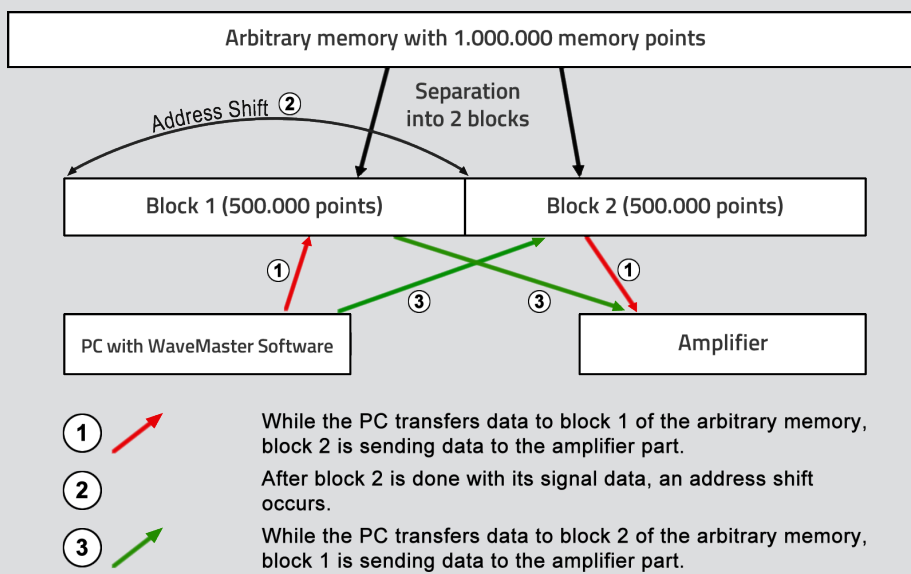 Arbitrary memory with 1.000.000 memory points
Separation
into 2 blocks
Address Shift 2
Block 1 (500.000 points)
Block 2 (500.000 points)
1
1
3
3
PC with WaveMaster Software
Amplifier
1
While the PC transfers data to block 1 of the arbitrary memory,
block 2 is sending data to the amplifier part.
2
After block 2 is done with its signal data, an address shift
occurs.
3
While the PC transfers data to block 2 of the arbitrary memory,
block 1 is sending data to the amplifier part.